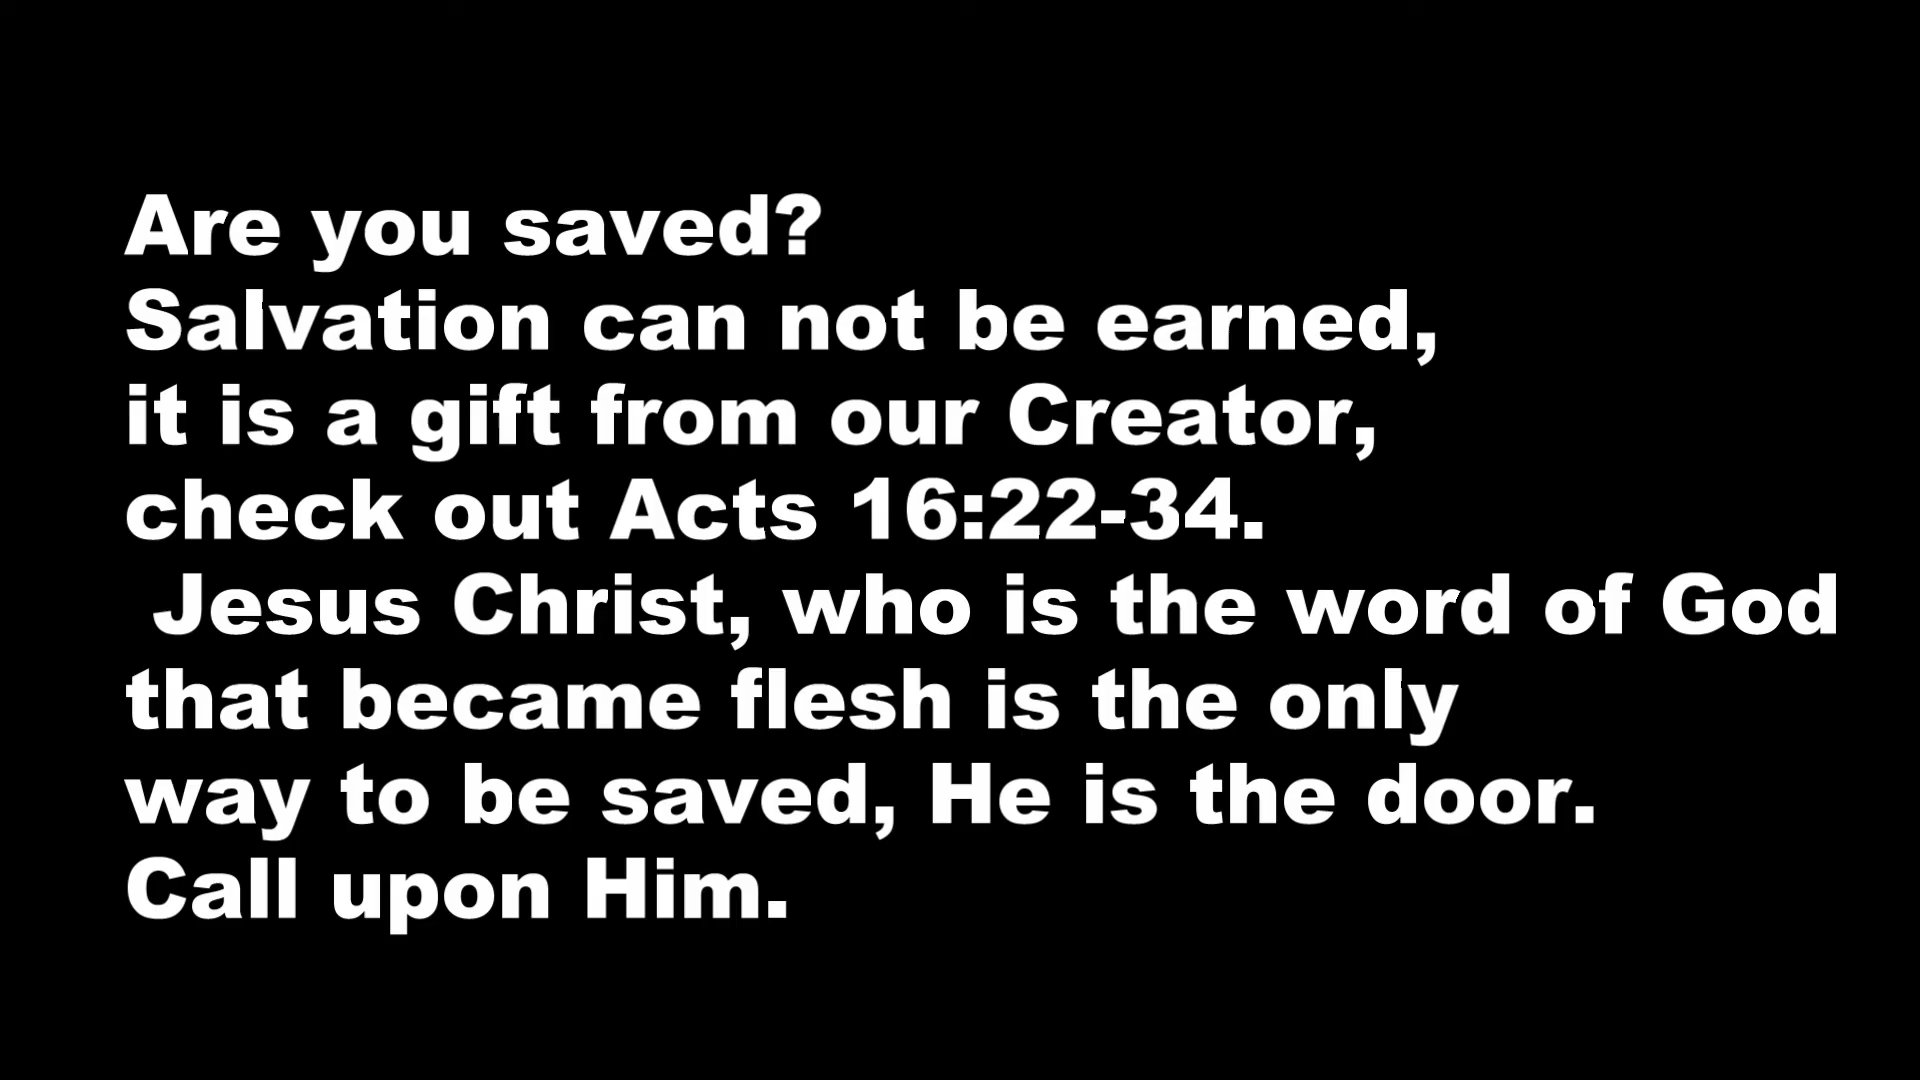 Are you saved?
Salvation can not be earned,
it is a gift from our Creator,
check out Acts 16:22-34.
Jesus Christ, who is the word of God
that became flesh is the only
way to be saved, He is the door.
Call upon Him.